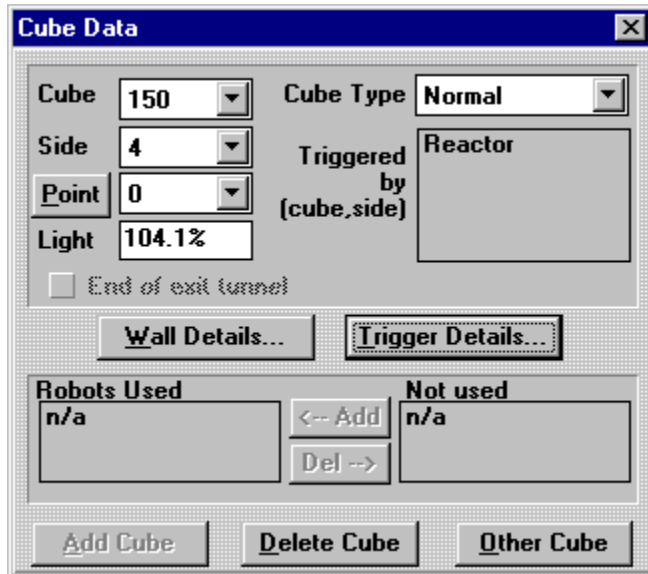 Cube Data
Cube 150 Cube Type Normal
Side 4 Triggered by (cube,side) Reactor
Point 0
Light 104.1%
End of exit tunnel
Wall Details... Trigger Details...
Robots Used Not used
n/a <-- Add n/a
Del -->
Add Cube Delete Cube Other Cube